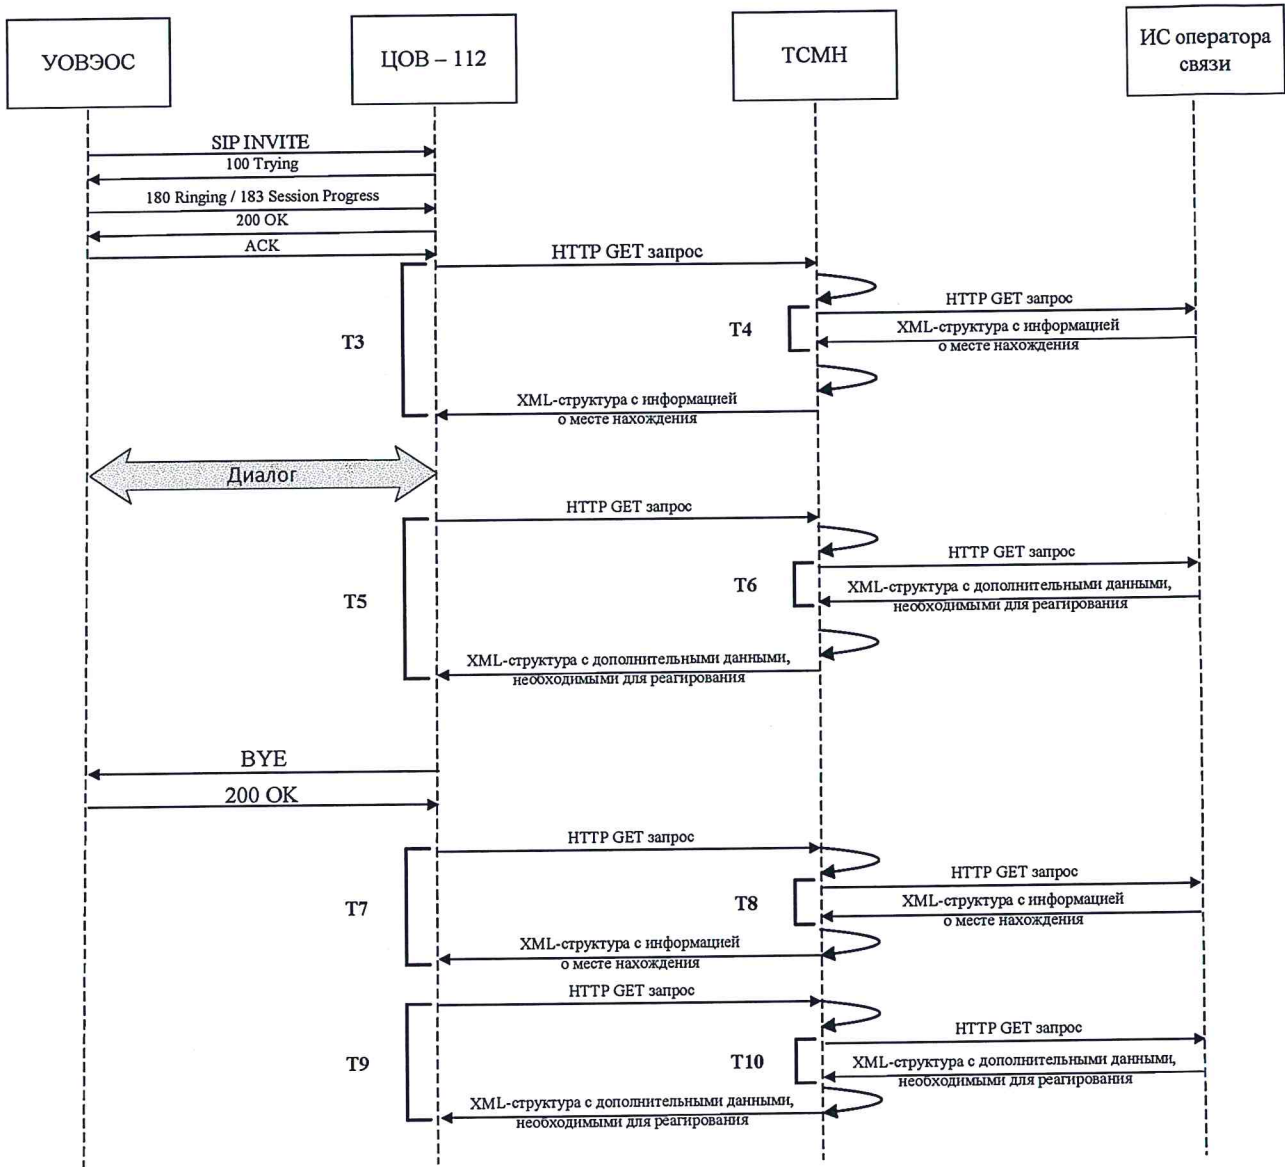 УОВЭОС
ЦОВ – 112
ТСМН
ИС оператора
связи
SIP INVITE
100 Trying
180 Ringing / 183 Session Progress
200 OK
ACK
HTTP GET запрос
HTTP GET запрос
T3
T4
XML-структура с информацией
о месте нахождения
XML-структура с информацией
о месте нахождения
Диалог
HTTP GET запрос
HTTP GET запрос
T5
T6
XML-структура с дополнительными данными,
необходимыми для реагирования
XML-структура с дополнительными данными,
необходимыми для реагирования
BYE
200 OK
HTTP GET запрос
HTTP GET запрос
T7
T8
XML-структура с информацией
о месте нахождения
XML-структура с информацией
о месте нахождения
HTTP GET запрос
HTTP GET запрос
T9
T10
XML-структура с дополнительными данными,
необходимыми для реагирования
XML-структура с дополнительными данными,
необходимыми для реагирования